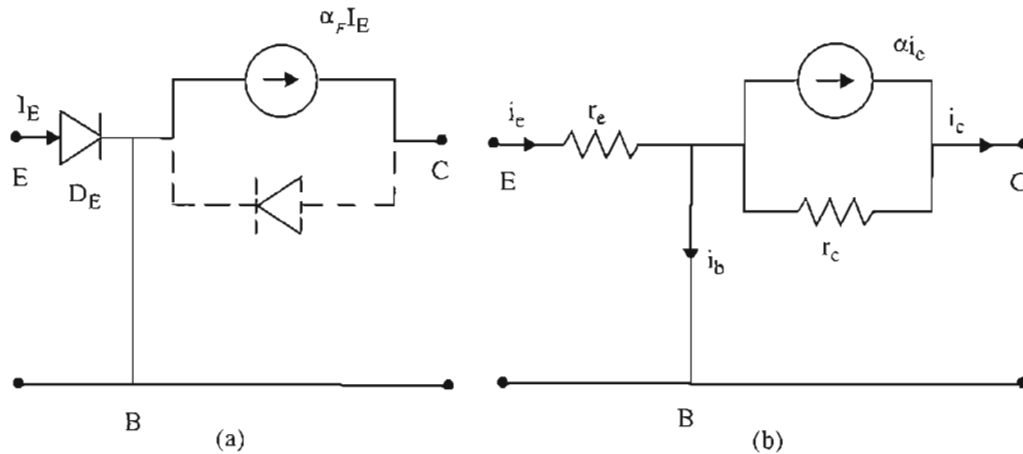 α_F I_E
I_E
E
D_E
C
B
(a)
αi_c
i_e
r_e
i_c
E
C
r_c
i_b
B
(b)